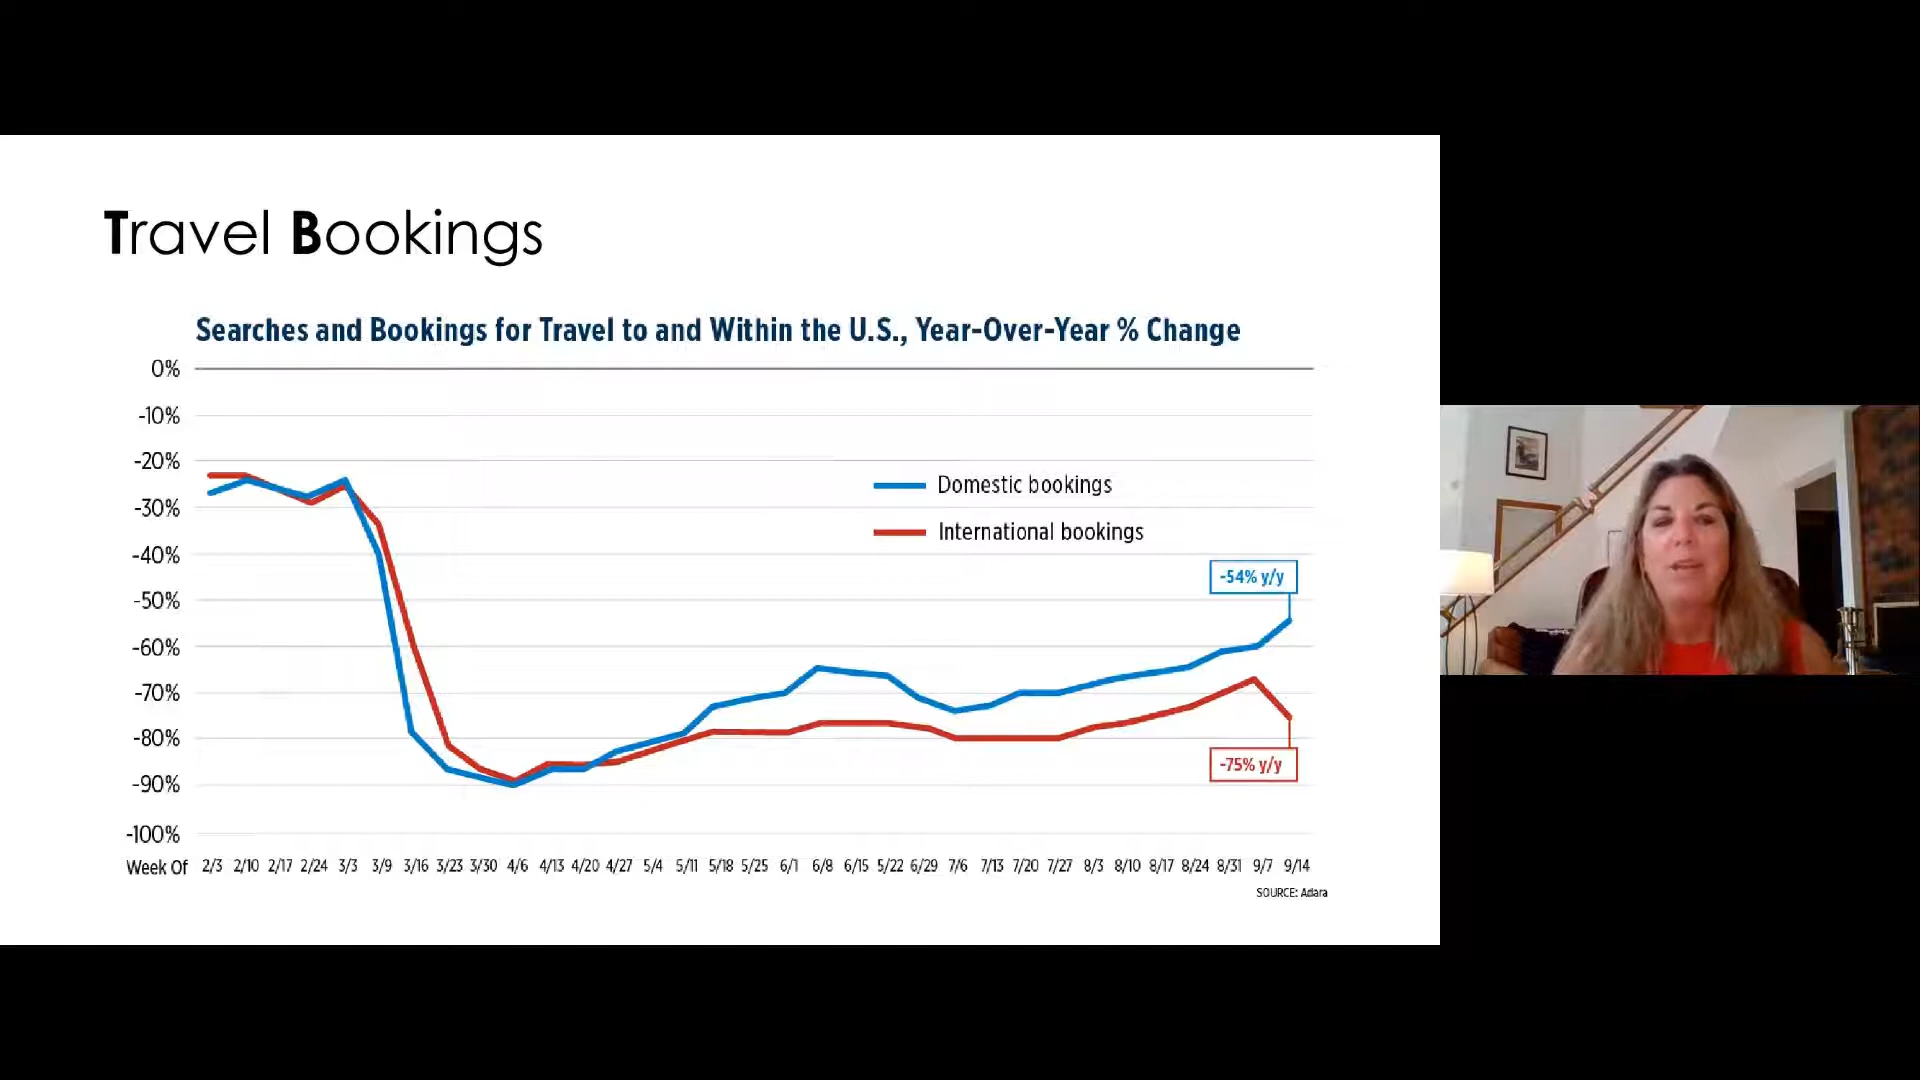 Travel Bookings
Searches and Bookings for Travel to and Within the U.S., Year-Over-Year % Change
0%
-10%
-20%
-30%
-40%
-50%
-60%
-70%
-80%
-90%
-100%
Domestic bookings
International bookings
-54% y/y
-75% y/y
Week Of 2/3 2/10 2/17 2/24 3/3 3/9 3/16 3/23 3/30 4/6 4/13 4/20 4/27 5/4 5/11 5/18 5/25 6/1 6/8 6/15 5/22 6/29 7/6 7/13 7/20 7/27 8/3 8/10 8/17 8/24 8/31 9/7 9/14
SOURCE: Adara